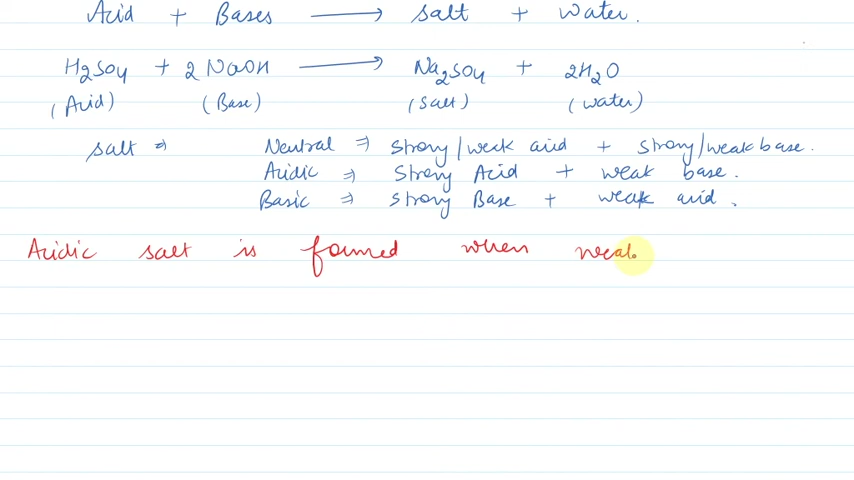 Acid + Bases ⟶ salt + water.
H2SO4 + 2 NaOH ⟶ Na2SO4 + 2H2O
(Acid) (Base) (Salt) (water)
salt ⇒ Neutral ⇒ strong/weak acid + strong/weak base.
Acidic ⇒ strong Acid + weak base.
Basic ⇒ strong Base + weak acid.
Acidic salt is formed when weak